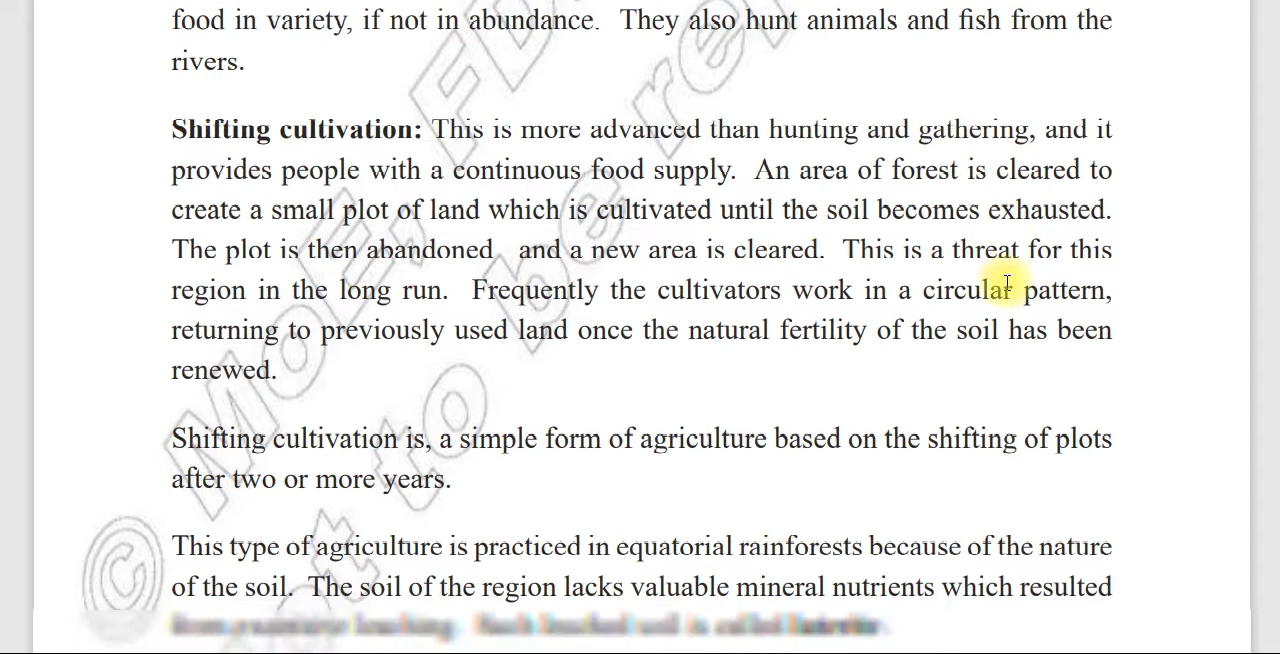 food in variety, if not in abundance. They also hunt animals and fish from the
rivers.
Shifting cultivation: This is more advanced than hunting and gathering, and it
provides people with a continuous food supply. An area of forest is cleared to
create a small plot of land which is cultivated until the soil becomes exhausted.
The plot is then abandoned and a new area is cleared. This is a threat for this
region in the long run. Frequently the cultivators work in a circular pattern,
returning to previously used land once the natural fertility of the soil has been
renewed.
Shifting cultivation is, a simple form of agriculture based on the shifting of plots
after two or more years.
This type of agriculture is practiced in equatorial rainforests because of the nature
of the soil. The soil of the region lacks valuable mineral nutrients which resulted
© MoE, FD
not to be rep